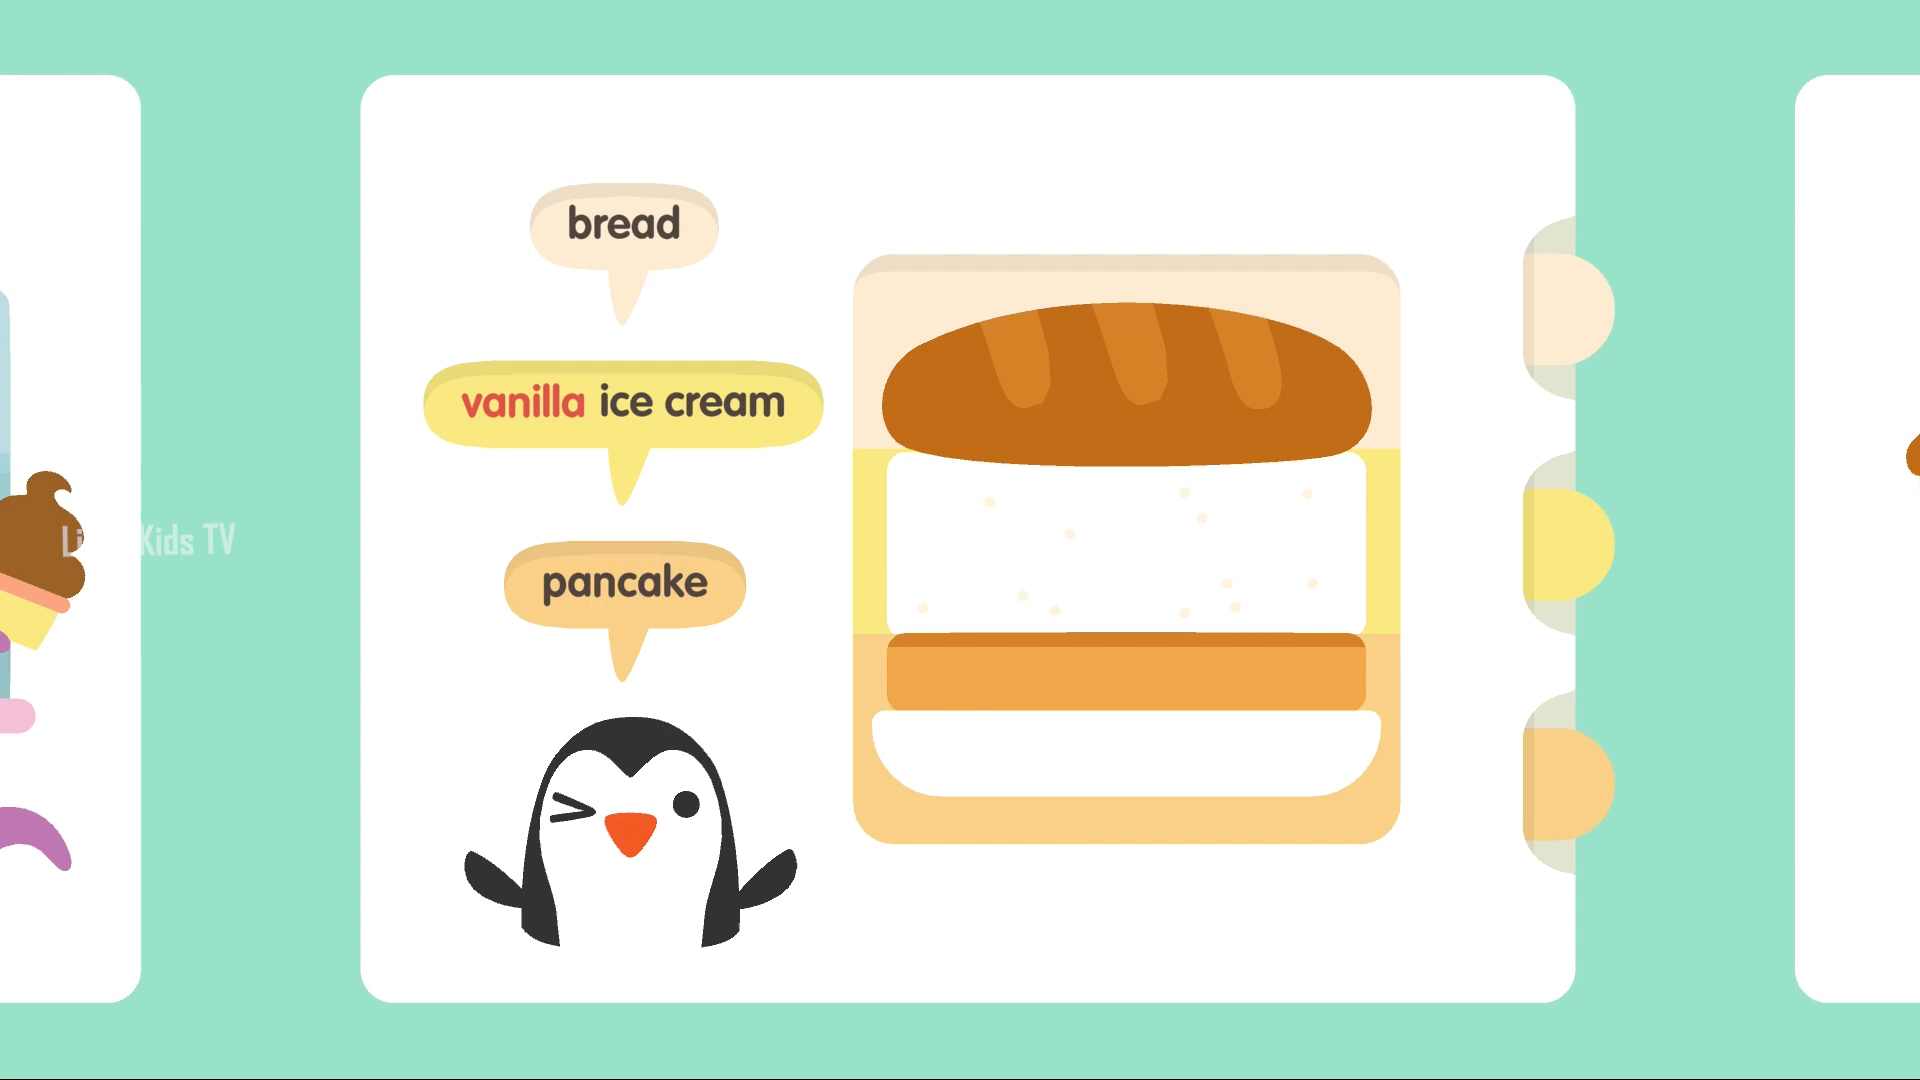 bread
vanilla ice cream
Kids TV
pancake